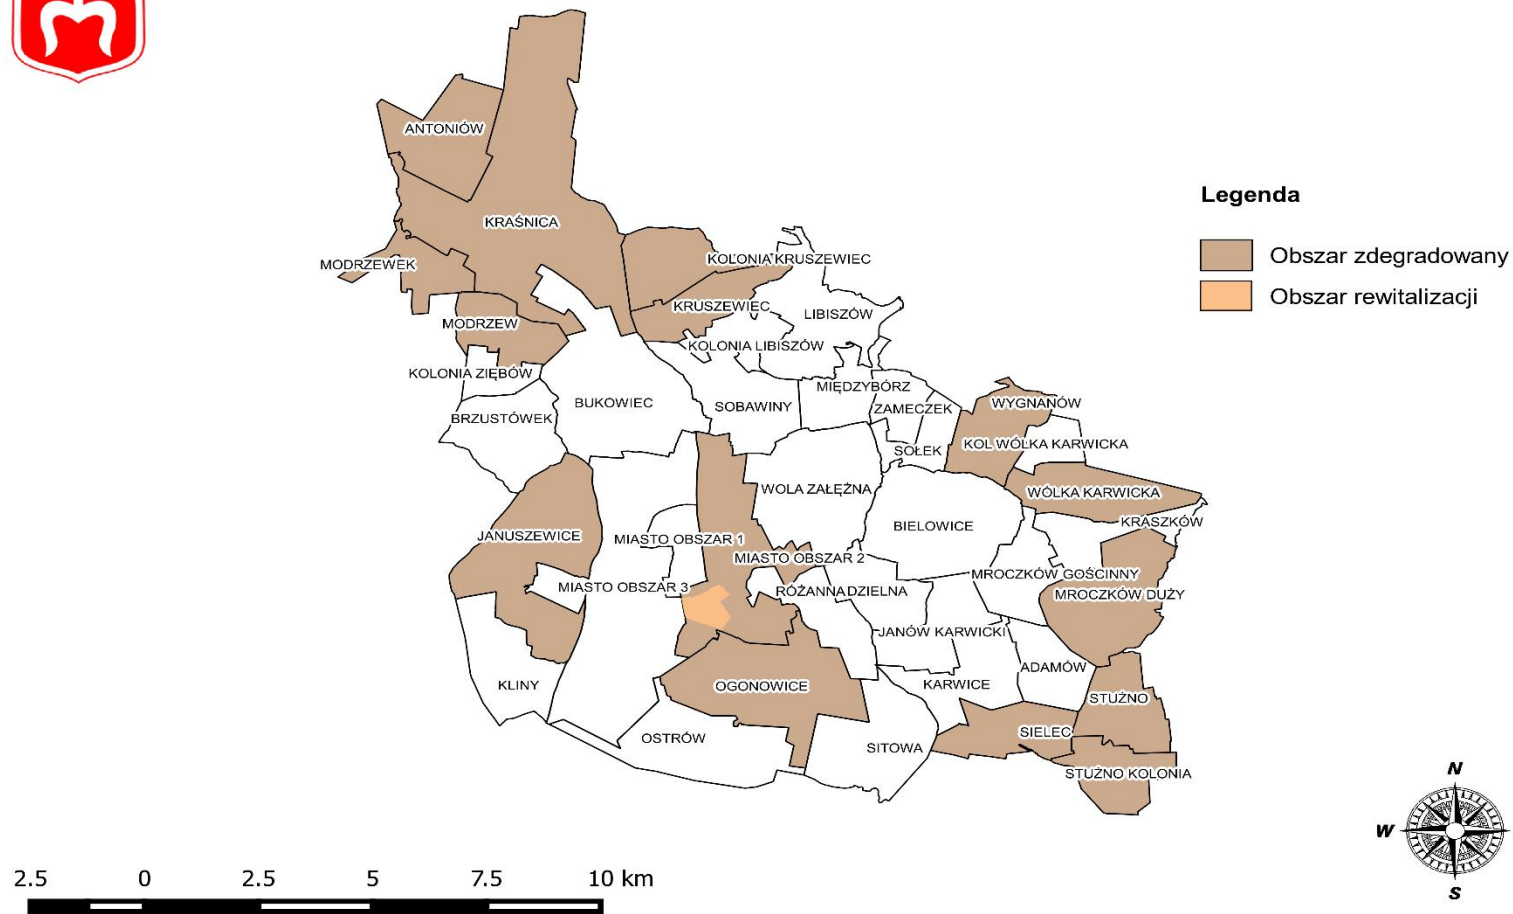 ANTONIÓW
KRAŚNICA
Legenda
Obszar zdegradowany
Obszar rewitalizacji
MODRZEWEK
KOLONIA KRUSZEWIEC
KRUSZEWIEC
LIBISZÓW
MODRZEW
KOLONIA LIBISZÓW
KOLONIA ZIĘBÓW
MIĘDZYBÓRZ
BUKOWIEC
SOBAWINY
ZAMECZEK
WYGNANÓW
BRZUSTÓWEK
SOŁEK
KOL WÓLKA KARWICKA
WOLA ZAŁĘŻNA
WÓLKA KARWICKA
BIELOWICE
KRASZKÓW
JANUSZEWICE
MIASTO OBSZAR 1
MIASTO OBSZAR 2
MROCZKÓW GOŚCINNY
MIASTO OBSZAR 3
RÓŻANNA
DZIELNA
MROCZKÓW DUŻY
JANÓW KARWICKI
ADAMÓW
KLINY
OGONOWICE
KARWICE
STUŻNO
OSTRÓW
SITOWA
SIELEC
STUŻNO KOLONIA
N
W
S
2.5 0 2.5 5 7.5 10 km